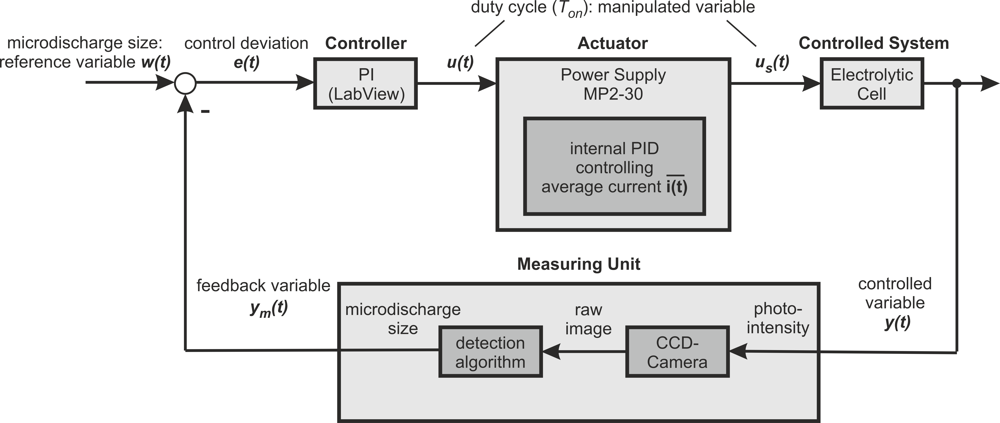 duty cycle (Ton): manipulated variable
microdischarge size:
reference variable w(t)
control deviation
e(t)
Controller
PI
(LabView)
u(t)
Actuator
Power Supply
MP2-30
internal PID
controlling
average current i(t)
us(t)
Controlled System
Electrolytic
Cell
-
Measuring Unit
feedback variable
ym(t)
microdischarge
size
detection
algorithm
raw
image
CCD-
Camera
photo-
intensity
controlled
variable
y(t)